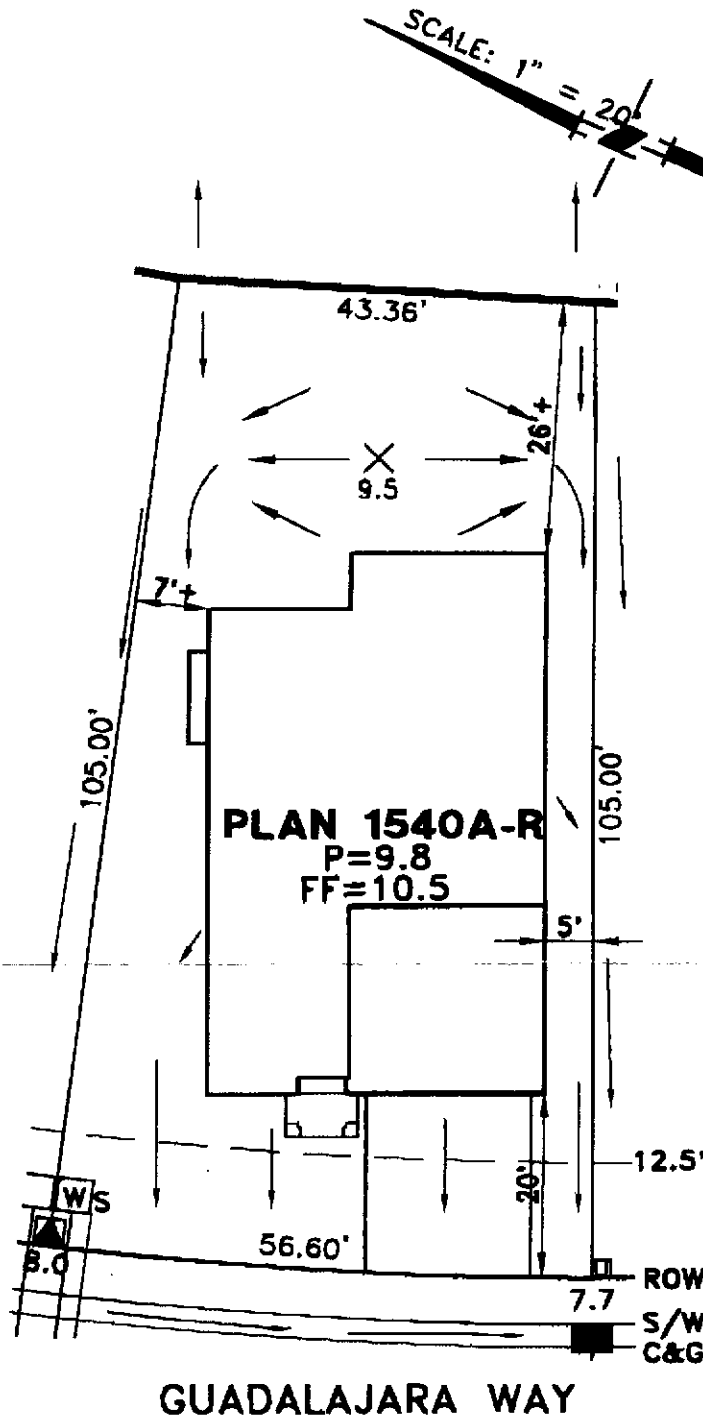 SCALE: 1" = 20'
43.36'
26'+
9.5
7'+
105.00'
105.00'
PLAN 1540A-R
P=9.8
FF=10.5
5'
12.5'
20'
W S
8.0
56.60'
ROW
7.7
S/W
C&G
GUADALAJARA WAY